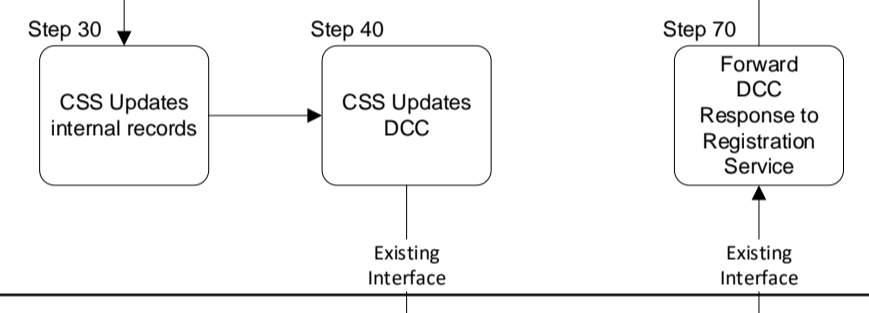 Step 30
CSS Updates
internal records
Step 40
CSS Updates
DCC
Existing
Interface
Step 70
Forward
DCC
Response to
Registration
Service
Existing
Interface